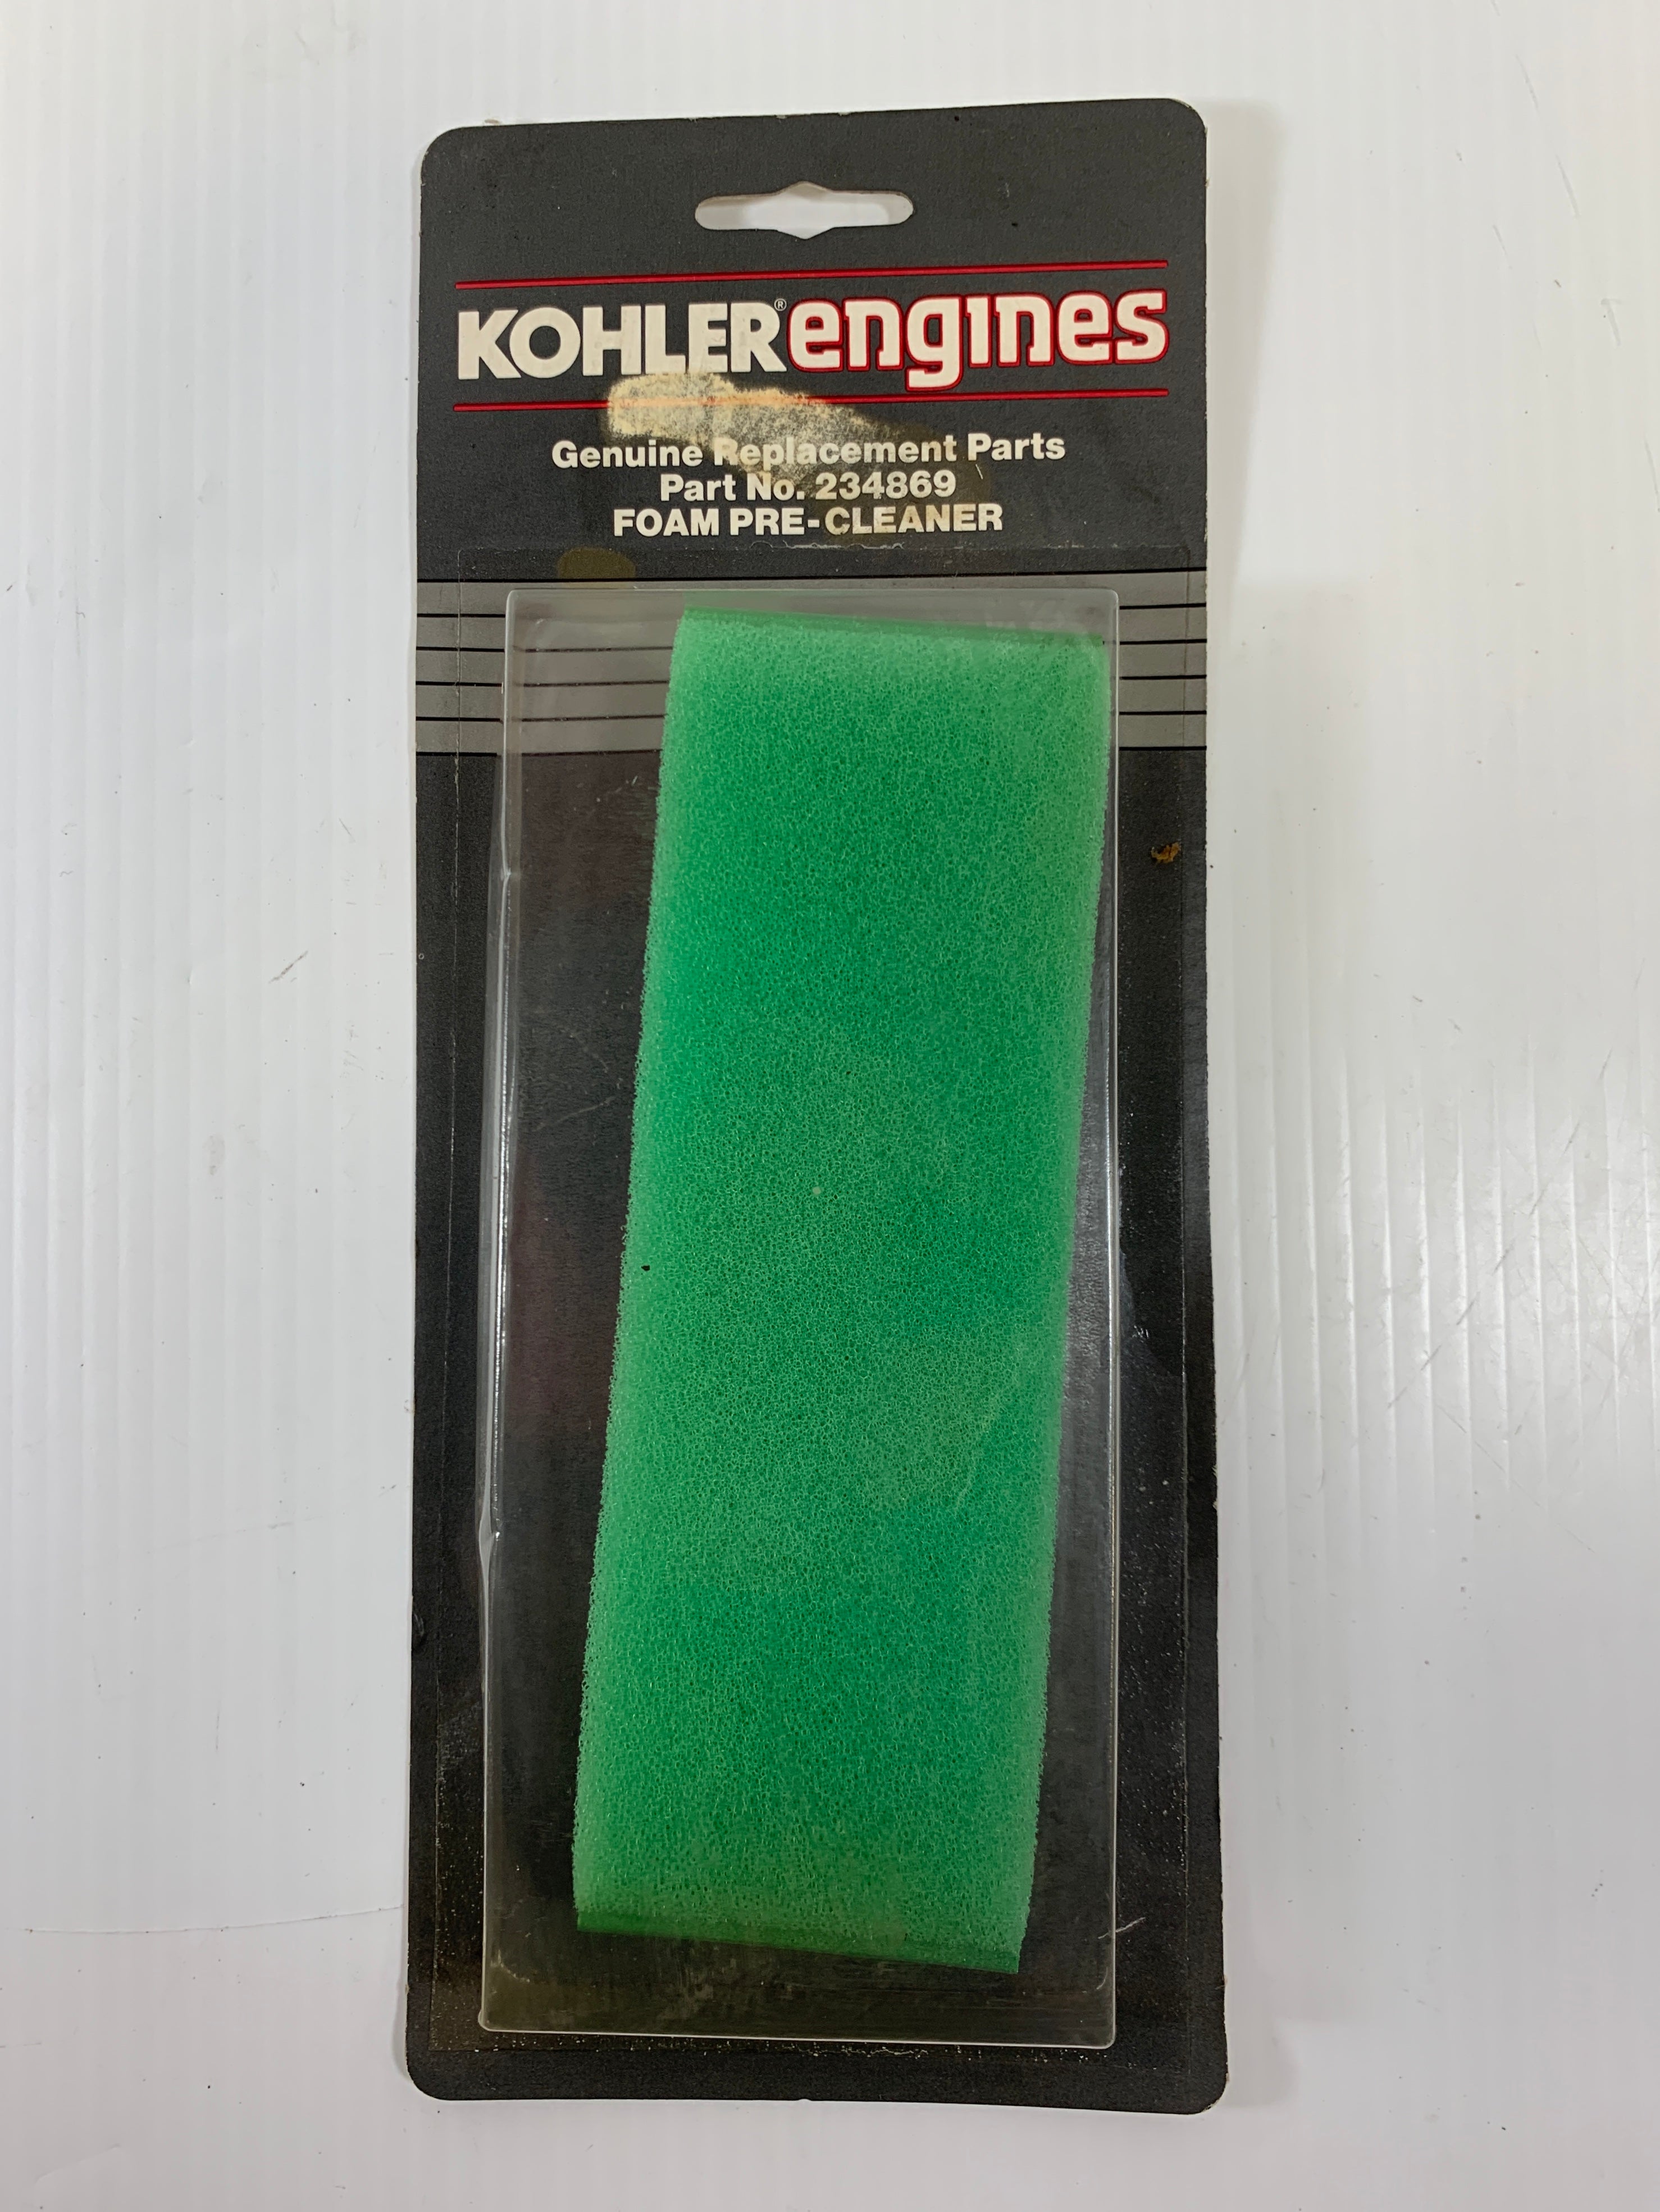 KOHLER® engines
Genuine Replacement Parts
Part No. 234869
FOAM PRE-CLEANER